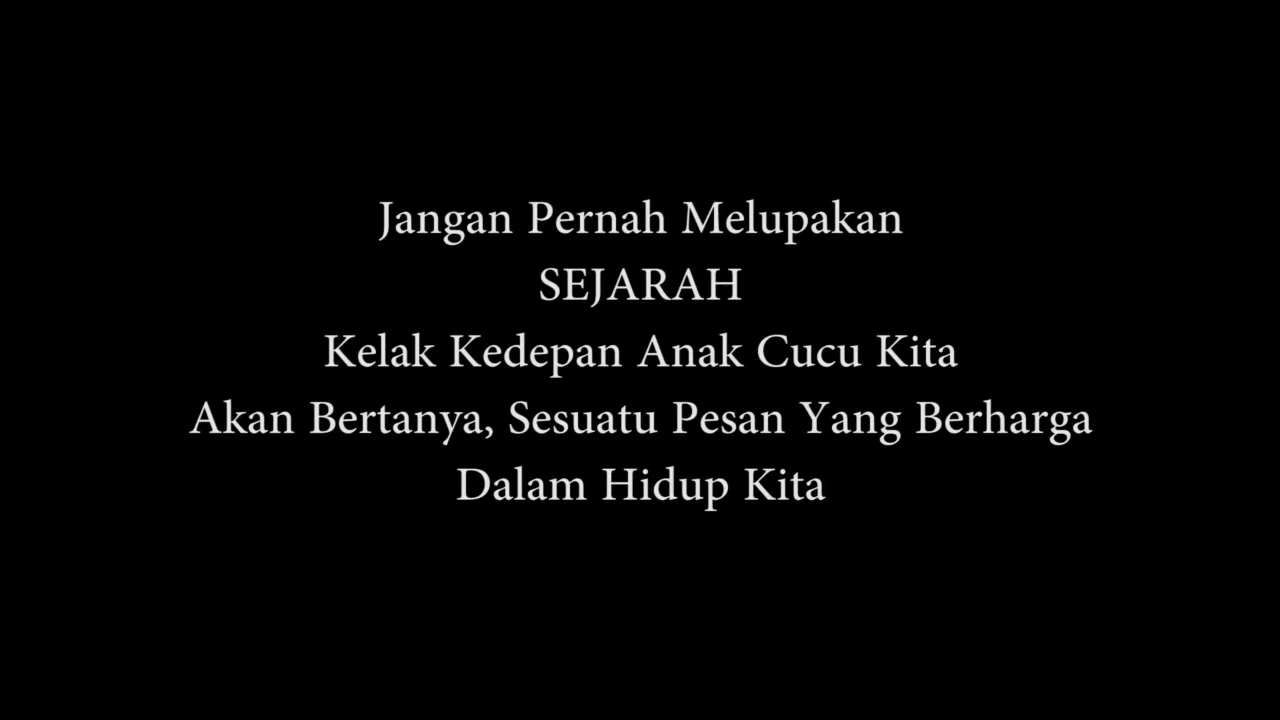 Jangan Pernah Melupakan
SEJARAH
Kelak Kedepan Anak Cucu Kita
Akan Bertanya, Sesuatu Pesan Yang Berharga
Dalam Hidup Kita